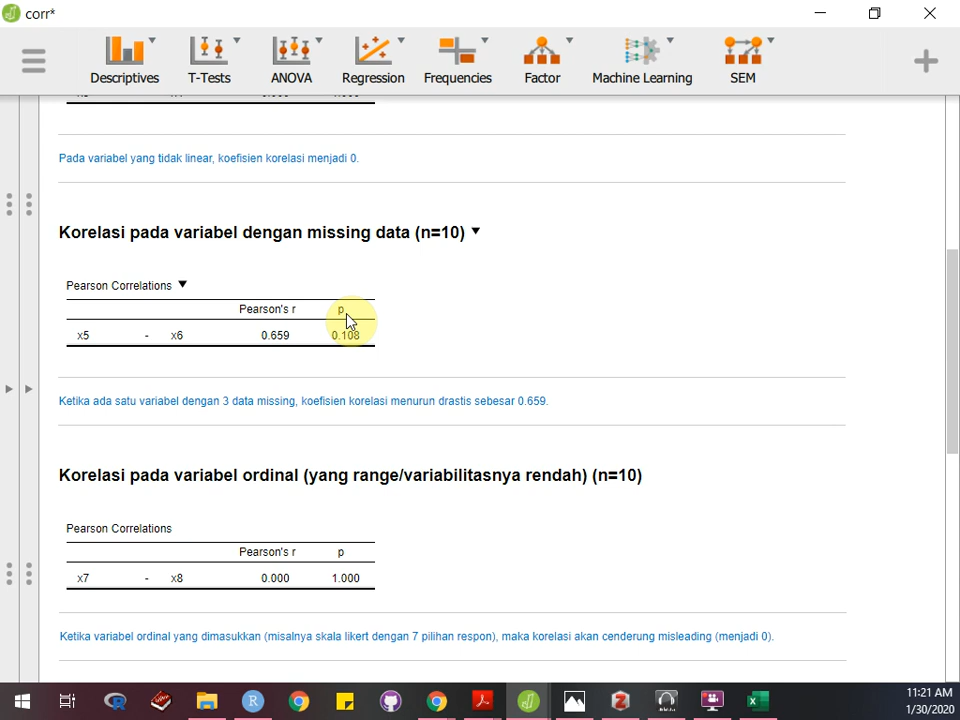 corr*
Descriptives
T-Tests
ANOVA
Regression
Frequencies
Factor
Machine Learning
SEM
Pada variabel yang tidak linear, koefisien korelasi menjadi 0.
Korelasi pada variabel dengan missing data (n=10)
Pearson Correlations
Pearson's r p
x5 - x6 0.659 0.108
Ketika ada satu variabel dengan 3 data missing, koefisien korelasi menurun drastis sebesar 0.659.
Korelasi pada variabel ordinal (yang range/variabilitasnya rendah) (n=10)
Pearson Correlations
Pearson's r p
x7 - x8 0.000 1.000
Ketika variabel ordinal yang dimasukkan (misalnya skala likert dengan 7 pilihan respon), maka korelasi akan cenderung misleading (menjadi 0).
11:21 AM
1/30/2020